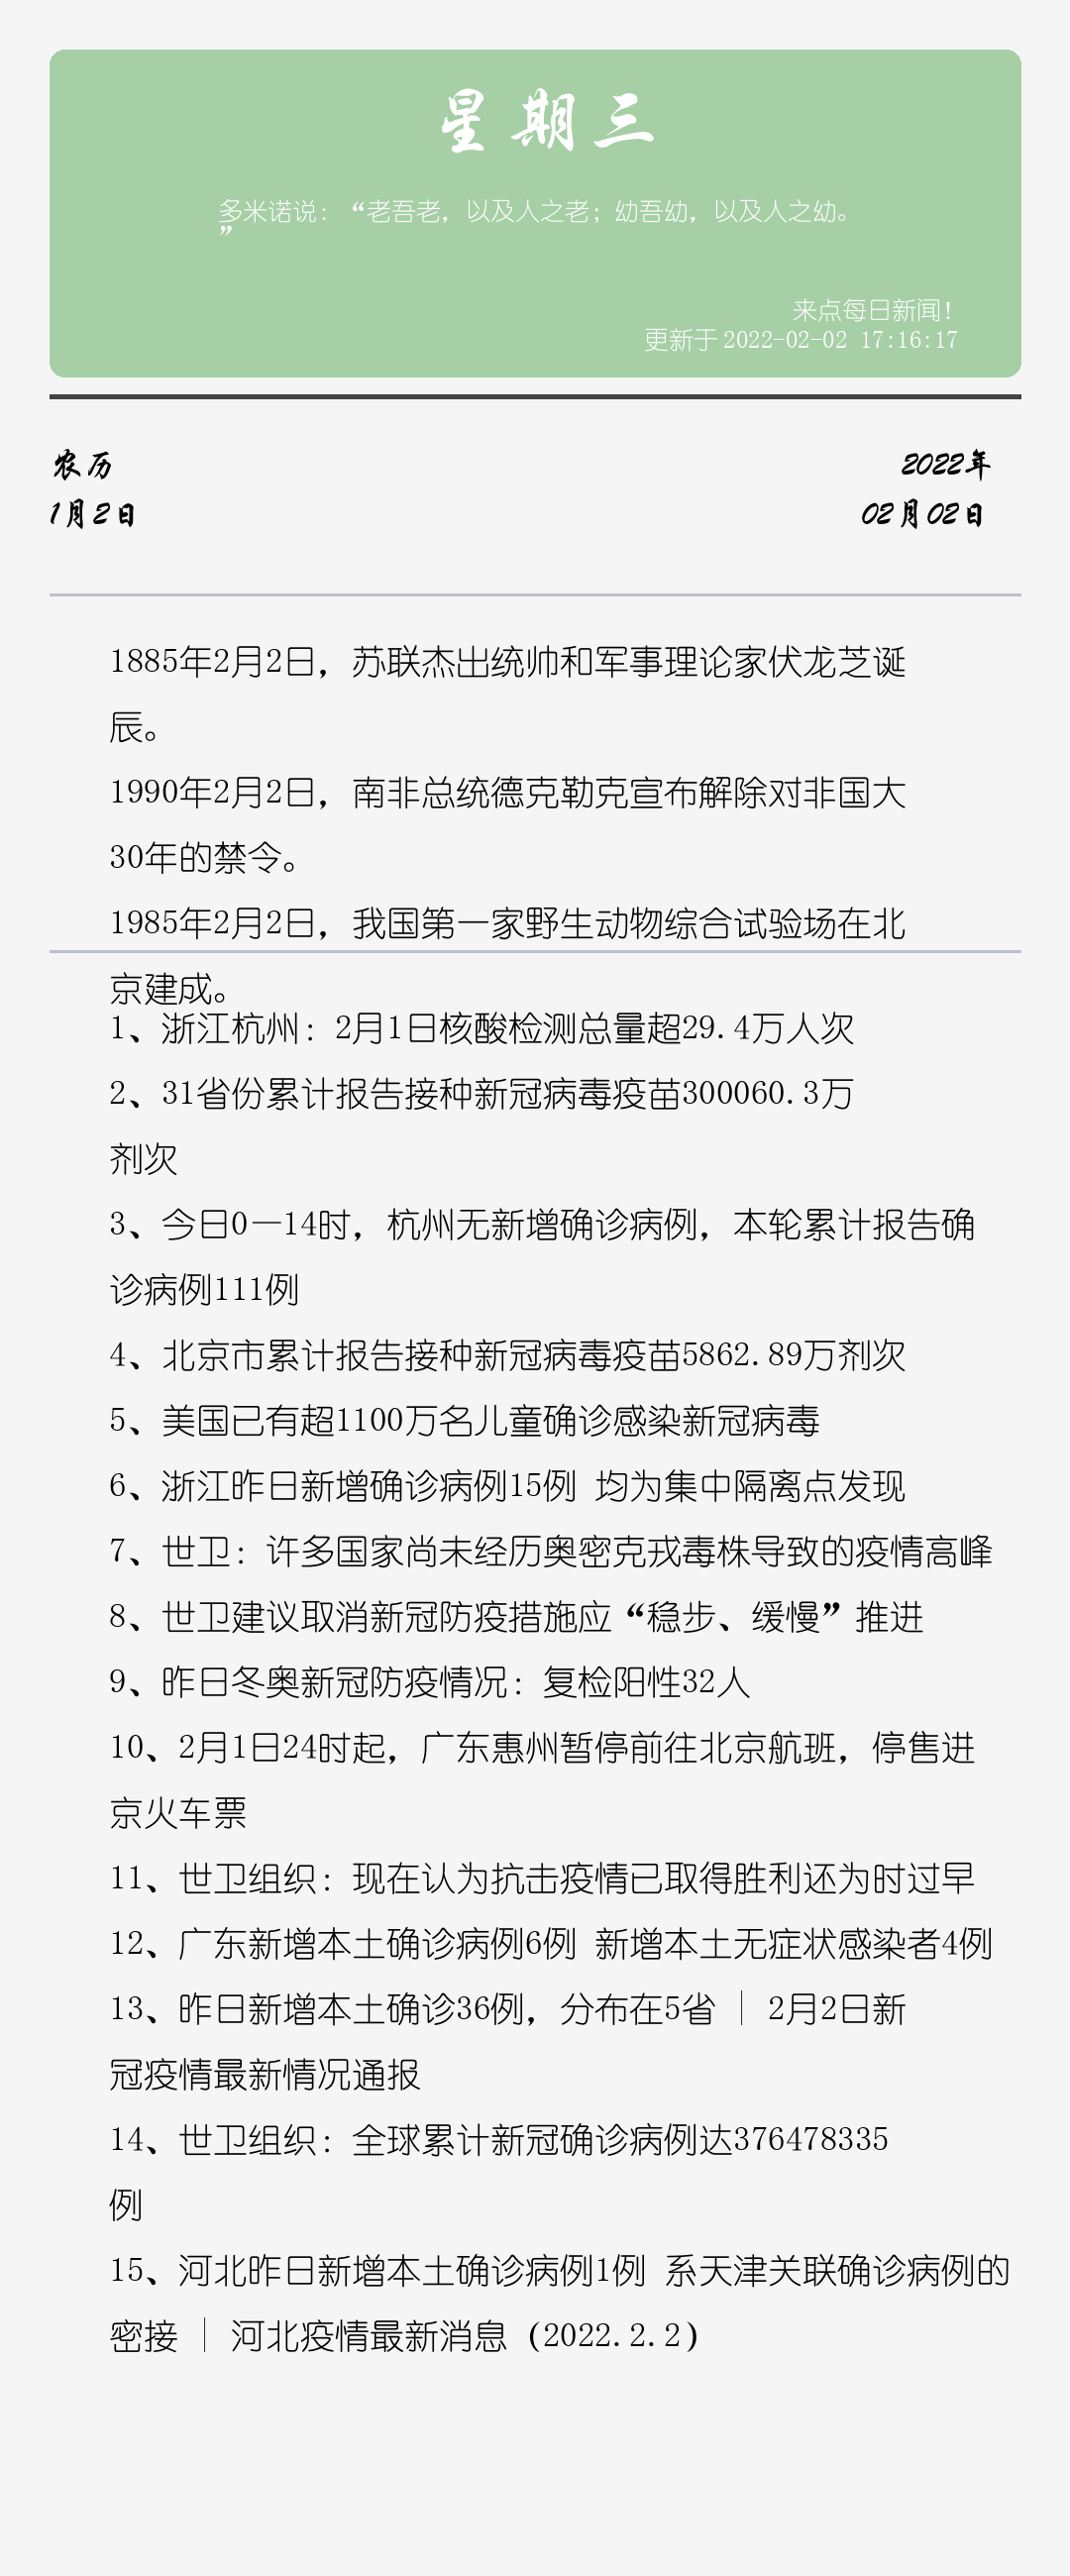 星期三
多米诺说：“老吾老，以及人之老；幼吾幼，以及人之幼。
”
来点每日新闻！
更新于2022-02-02 17:16:17
农历
2022年
1月2日
02月02日
1885年2月2日，苏联杰出统帅和军事理论家伏龙芝诞
辰。
1990年2月2日，南非总统德克勒克宣布解除对非国大
30年的禁令。
1985年2月2日，我国第一家野生动物综合试验场在北
京建成。
1、浙江杭州：2月1日核酸检测总量超29.4万人次
2、31省份累计报告接种新冠病毒疫苗300060.3万
剂次
3、今日0—14时，杭州无新增确诊病例，本轮累计报告确
诊病例111例
4、北京市累计报告接种新冠病毒疫苗5862.89万剂次
5、美国已有超1100万名儿童确诊感染新冠病毒
6、浙江昨日新增确诊病例15例 均为集中隔离点发现
7、世卫：许多国家尚未经历奥密克戎毒株导致的疫情高峰
8、世卫建议取消新冠防疫措施应“稳步、缓慢”推进
9、昨日冬奥新冠防疫情况：复检阳性32人
10、2月1日24时起，广东惠州暂停前往北京航班，停售进
京火车票
11、世卫组织：现在认为抗击疫情已取得胜利还为时过早
12、广东新增本土确诊病例6例 新增本土无症状感染者4例
13、昨日新增本土确诊36例，分布在5省 | 2月2日新
冠疫情最新情况通报
14、世卫组织：全球累计新冠确诊病例达376478335
例
15、河北昨日新增本土确诊病例1例 系天津关联确诊病例的
密接 | 河北疫情最新消息（2022.2.2）